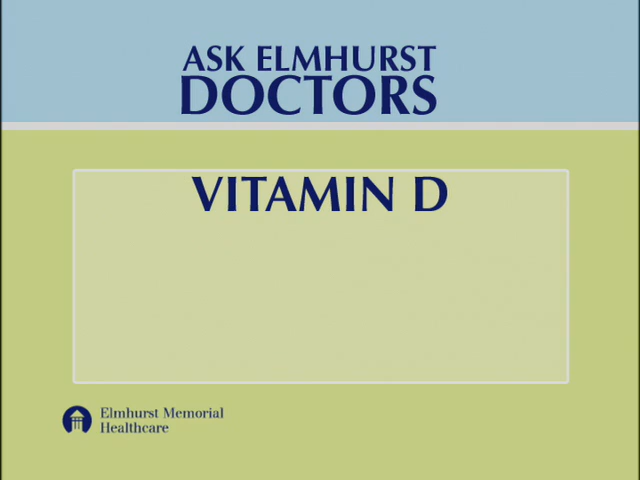 ASK ELMHURST
DOCTORS
VITAMIN D
Elmhurst Memorial
Healthcare